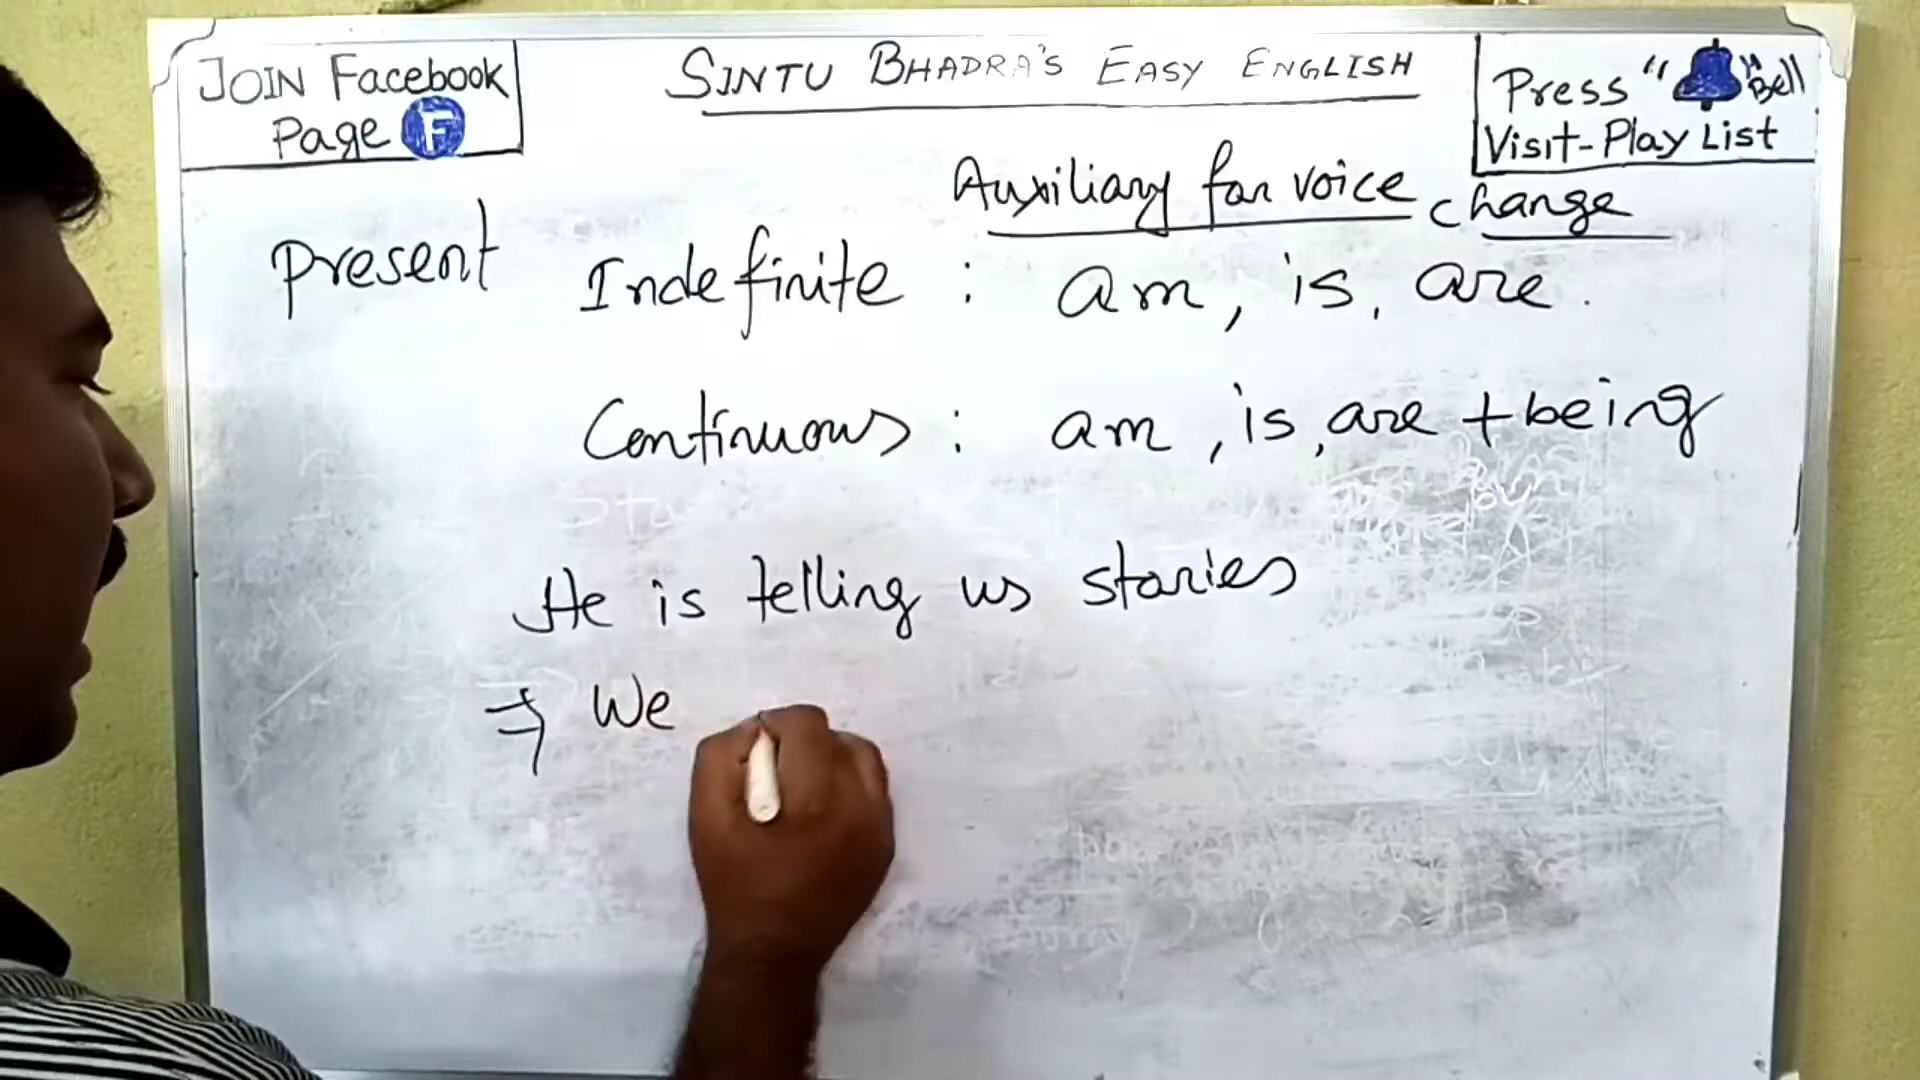 JOIN Facebook
Page F
SINTU BHADRA'S EASY ENGLISH
Press "🔔" Bell
Visit-Play List
Auxiliary for voice change
Present Indefinite : am, is, are.
Continuous : am, is, are + being
He is telling us stories
⇒ We